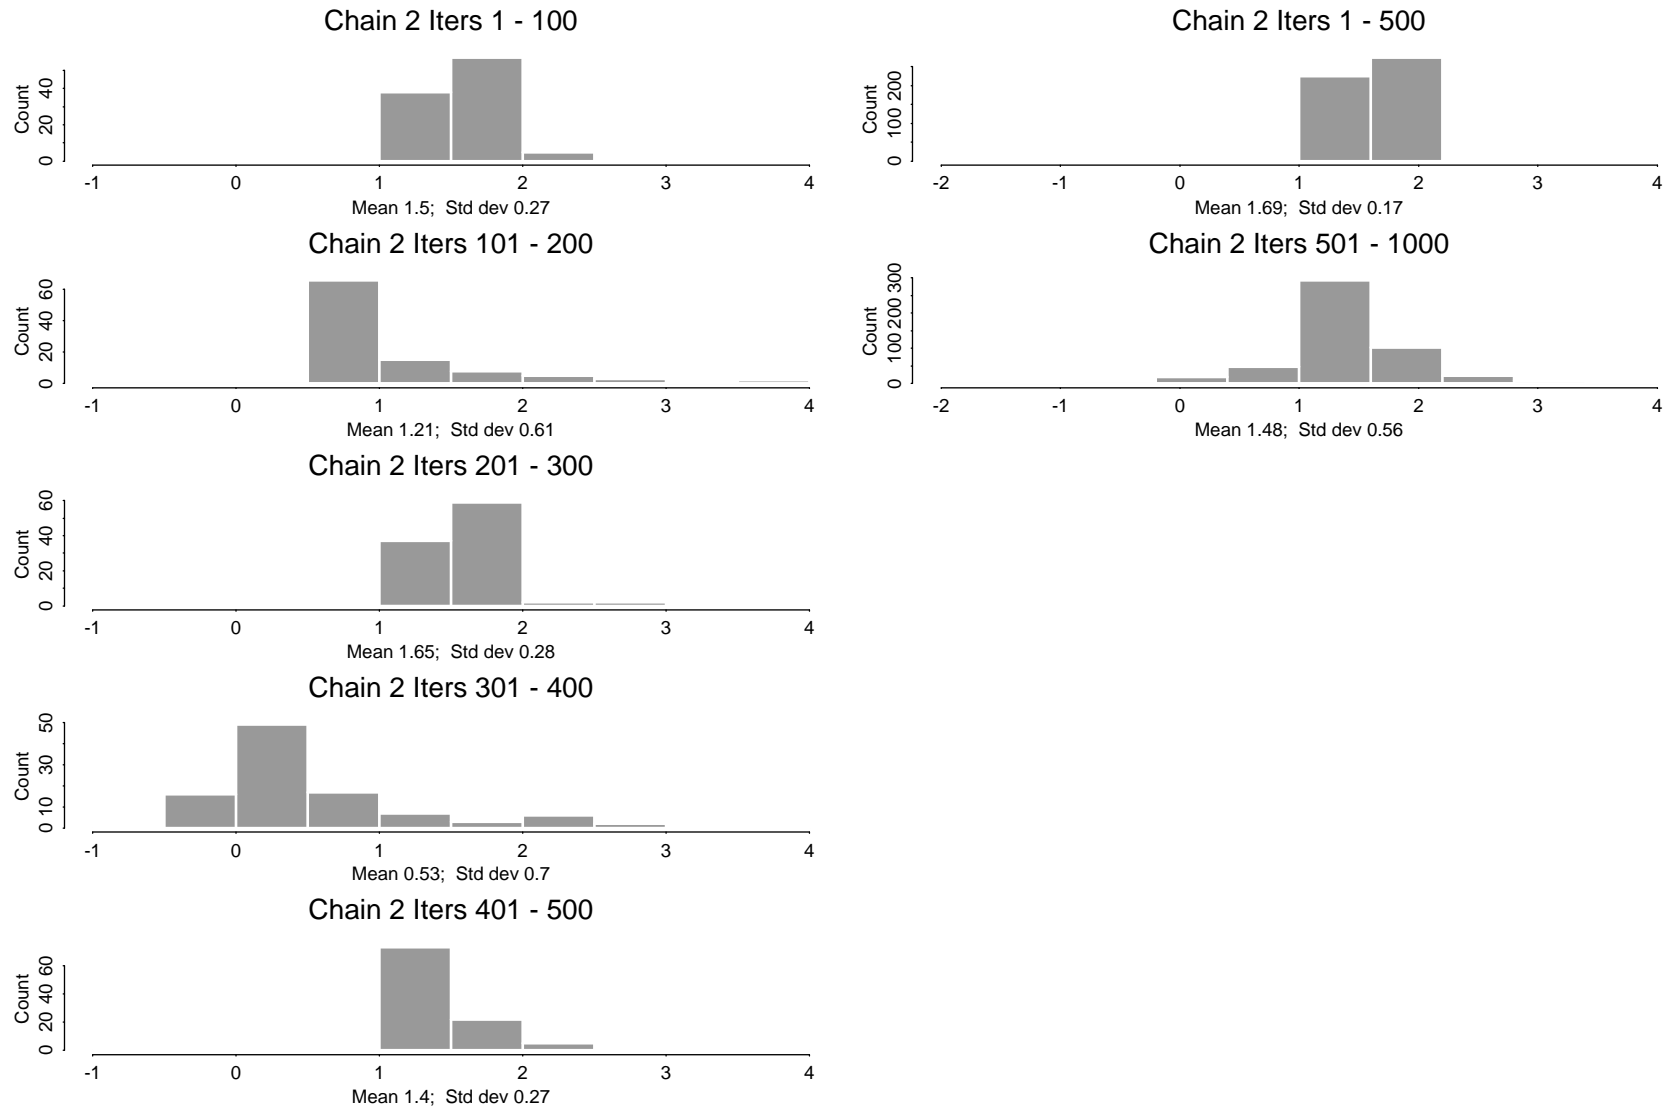 Chain 2 Iters 1 - 100
Count
0 20 40
-1 0 1 2 3 4
Mean 1.5; Std dev 0.27
Chain 2 Iters 101 - 200
Count
0 20 40 60
-1 0 1 2 3 4
Mean 1.21; Std dev 0.61
Chain 2 Iters 201 - 300
Count
0 20 40 60
-1 0 1 2 3 4
Mean 1.65; Std dev 0.28
Chain 2 Iters 301 - 400
Count
0 10 30 50
-1 0 1 2 3 4
Mean 0.53; Std dev 0.7
Chain 2 Iters 401 - 500
Count
0 20 40 60
-1 0 1 2 3 4
Mean 1.4; Std dev 0.27
Chain 2 Iters 1 - 500
Count
0 100 200
-2 -1 0 1 2 3 4
Mean 1.69; Std dev 0.17
Chain 2 Iters 501 - 1000
Count
0 100 200 300
-2 -1 0 1 2 3 4
Mean 1.48; Std dev 0.56